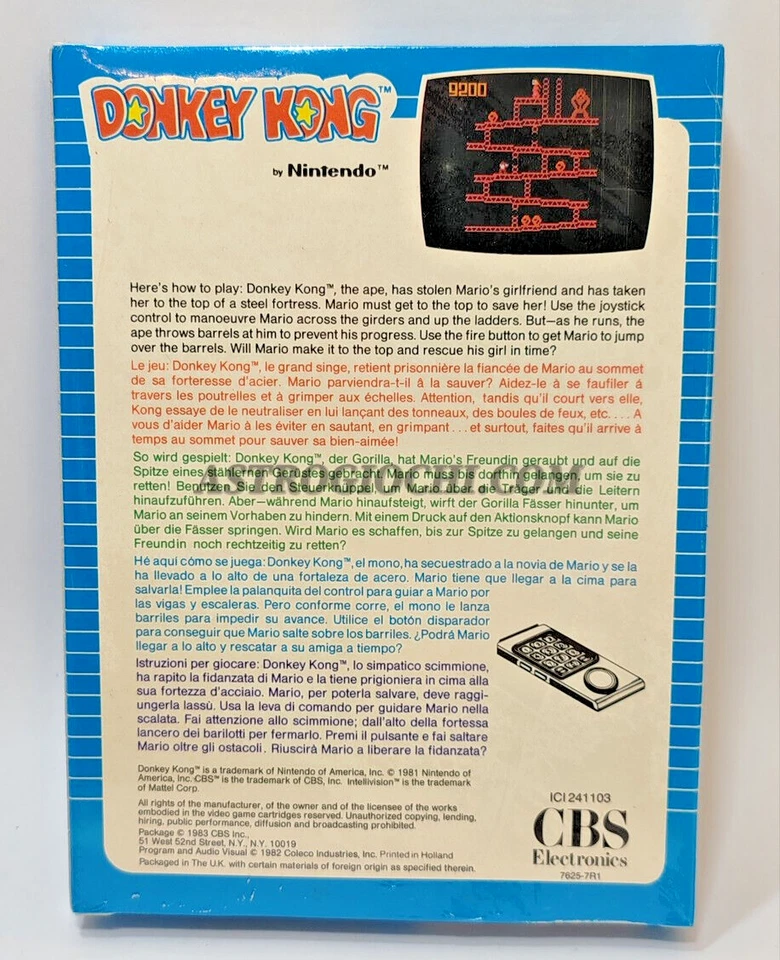 DONKEY KONG™
by Nintendo™
9200
Here's how to play: Donkey Kong™, the ape, has stolen Mario's girlfriend and has taken
her to the top of a steel fortress. Mario must get to the top to save her! Use the joystick
control to manoeuvre Mario across the girders and up the ladders. But—as he runs, the
ape throws barrels at him to prevent his progress. Use the fire button to get Mario to jump
over the barrels. Will Mario make it to the top and rescue his girl in time?
Le jeu: Donkey Kong™, le grand singe, retient prisonnière la fiancée de Mario au sommet
de sa forteresse d'acier. Mario parviendra-t-il â la sauver? Aidez-le â se faufiler á
travers les poutrelles et à grimper aux échelles. Attention, tandis qu'il court vers elle,
Kong essaye de le neutraliser en lui lançant des tonneaux, des boules de feux, etc. . . . A
vous d'aider Mario à les éviter en sautant, en grimpant . . . et surtout, faites qu'il arrive à
temps au sommet pour sauver sa bien-aimée!
So wird gespielt: Donkey Kong™, der Gorilla, hat Mario's Freundin geraubt und auf die
Spitze eines stählernen Gerüstes gebracht. Mario muss bis dorthin gelangen, um sie zu
retten! Benützen Sie den Steuerknüppel, um Mario über die Träger und die Leitern
hinaufzuführen. Aber—während Mario hinaufsteigt, wirft der Gorilla Fässer hinunter, um
Mario an seinem Vorhaben zu hindern. Mit einem Druck auf den Aktionsknopf kann Mario
über die Fässer springen. Wird Mario es schaffen, bis zur Spitze zu gelangen und seine
Freundin noch rechtzeitig zu retten?
ASTROGIOCHI.COM
Hé aquí cómo se juega: Donkey Kong™, el mono, ha secuestrado a la novia de Mario y se la
ha llevado a lo alto de una fortaleza de acero. Mario tiene que llegar a la cima para
salvarla! Emplee la palanquita del control para guiar a Mario por
las vigas y escaleras. Pero conforme corre, el mono le lanza
barriles para impedir su avance. Utilice el botón disparador
para conseguir que Mario salte sobre los barriles. ¿Podrá Mario
llegar a lo alto y rescatar a su amiga a tiempo?
Istruzioni per giocare: Donkey Kong™, lo simpatico scimmione,
ha rapito la fidanzata di Mario e la tiene prigioniera in cima alla
sua fortezza d'acciaio. Mario, per poterla salvare, deve raggi-
ungerla lassù. Usa la leva di comando per guidare Mario nella
scalata. Fai attenzione allo scimmione; dall'alto della fortessa
lancero dei barilotti per fermarlo. Premi il pulsante e fai saltare
Mario oltre gli ostacoli. Riuscirà Mario a liberare la fidanzata?
Donkey Kong™ is a trademark of Nintendo of America, Inc. © 1981 Nintendo of
America, Inc. CBS™ is the trademark of CBS, Inc. Intellivision™ is the trademark
of Mattel Corp.
All rights of the manufacturer, of the owner and of the licensee of the works
embodied in the video game cartridges reserved. Unauthorized copying, lending,
hiring, public performance, diffusion and broadcasting prohibited.
Package © 1983 CBS Inc.,
51 West 52nd Street, N.Y., N.Y. 10019
Program and Audio Visual © 1982 Coleco Industries, Inc. Printed in Holland
Packaged in The U.K. with certain materials of foreign origin as specified therein.
ICI 241103
CBS
Electronics
7625-7R1